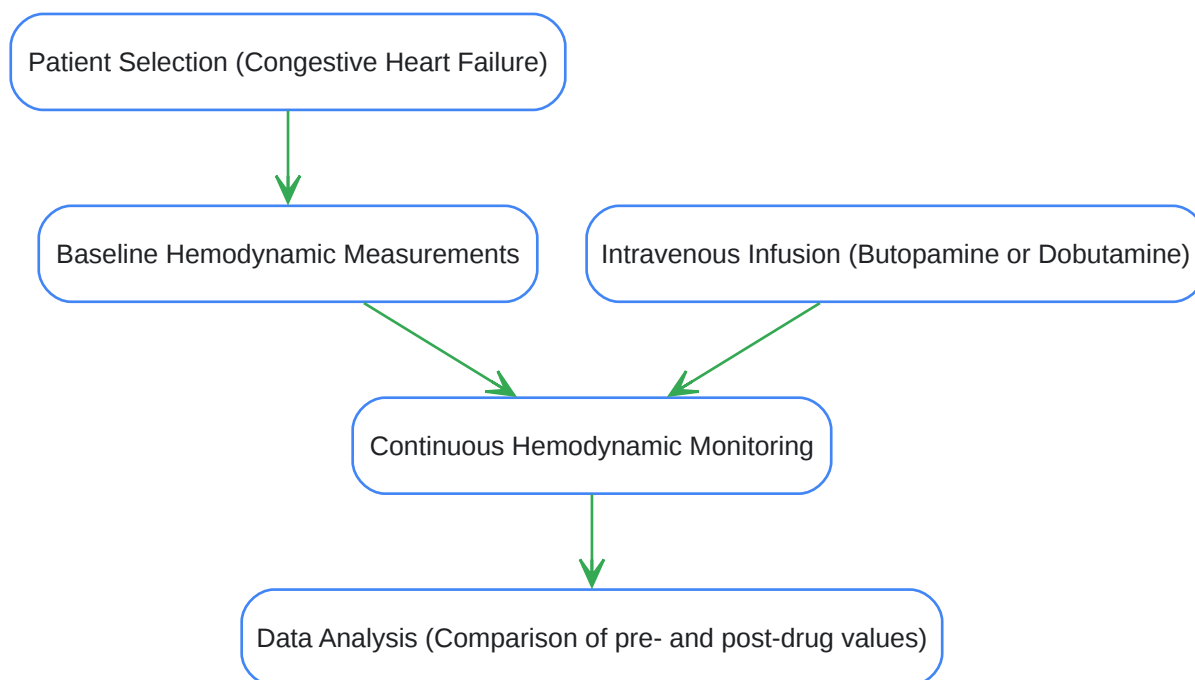 Patient Selection (Congestive Heart Failure)
Baseline Hemodynamic Measurements
Intravenous Infusion (Butopamine or Dobutamine)
Continuous Hemodynamic Monitoring
Data Analysis (Comparison of pre- and post-drug values)